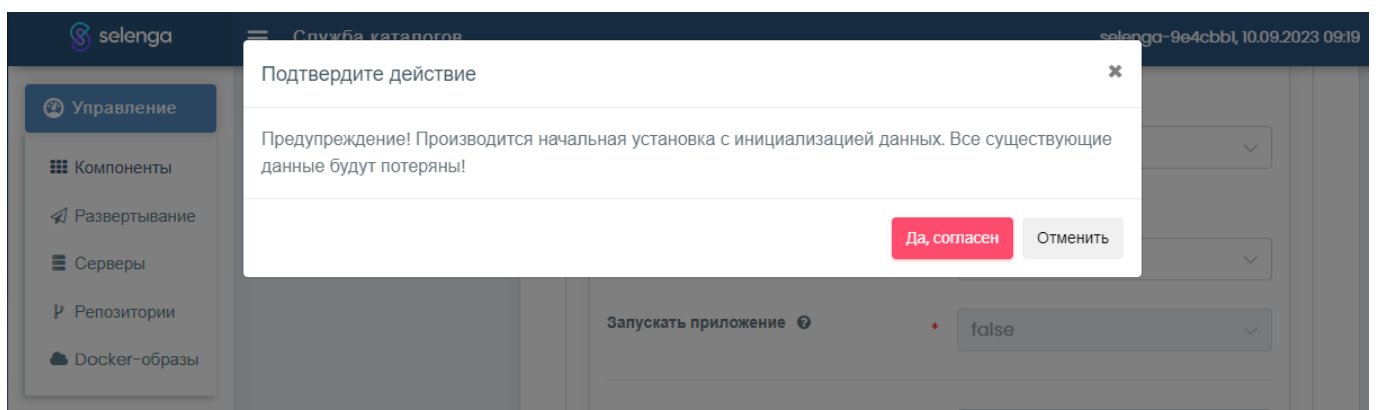 selenga
Служба каталогов
selenga-9e4cbb1, 10.09.2023 09:19
Подтвердите действие
Управление
Предупреждение! Производится начальная установка с инициализацией данных. Все существующие
данные будут потеряны!
Компоненты
Развертывание
Да, согласен
Отменить
Серверы
Репозитории
Запускать приложение
* false
Docker-образы